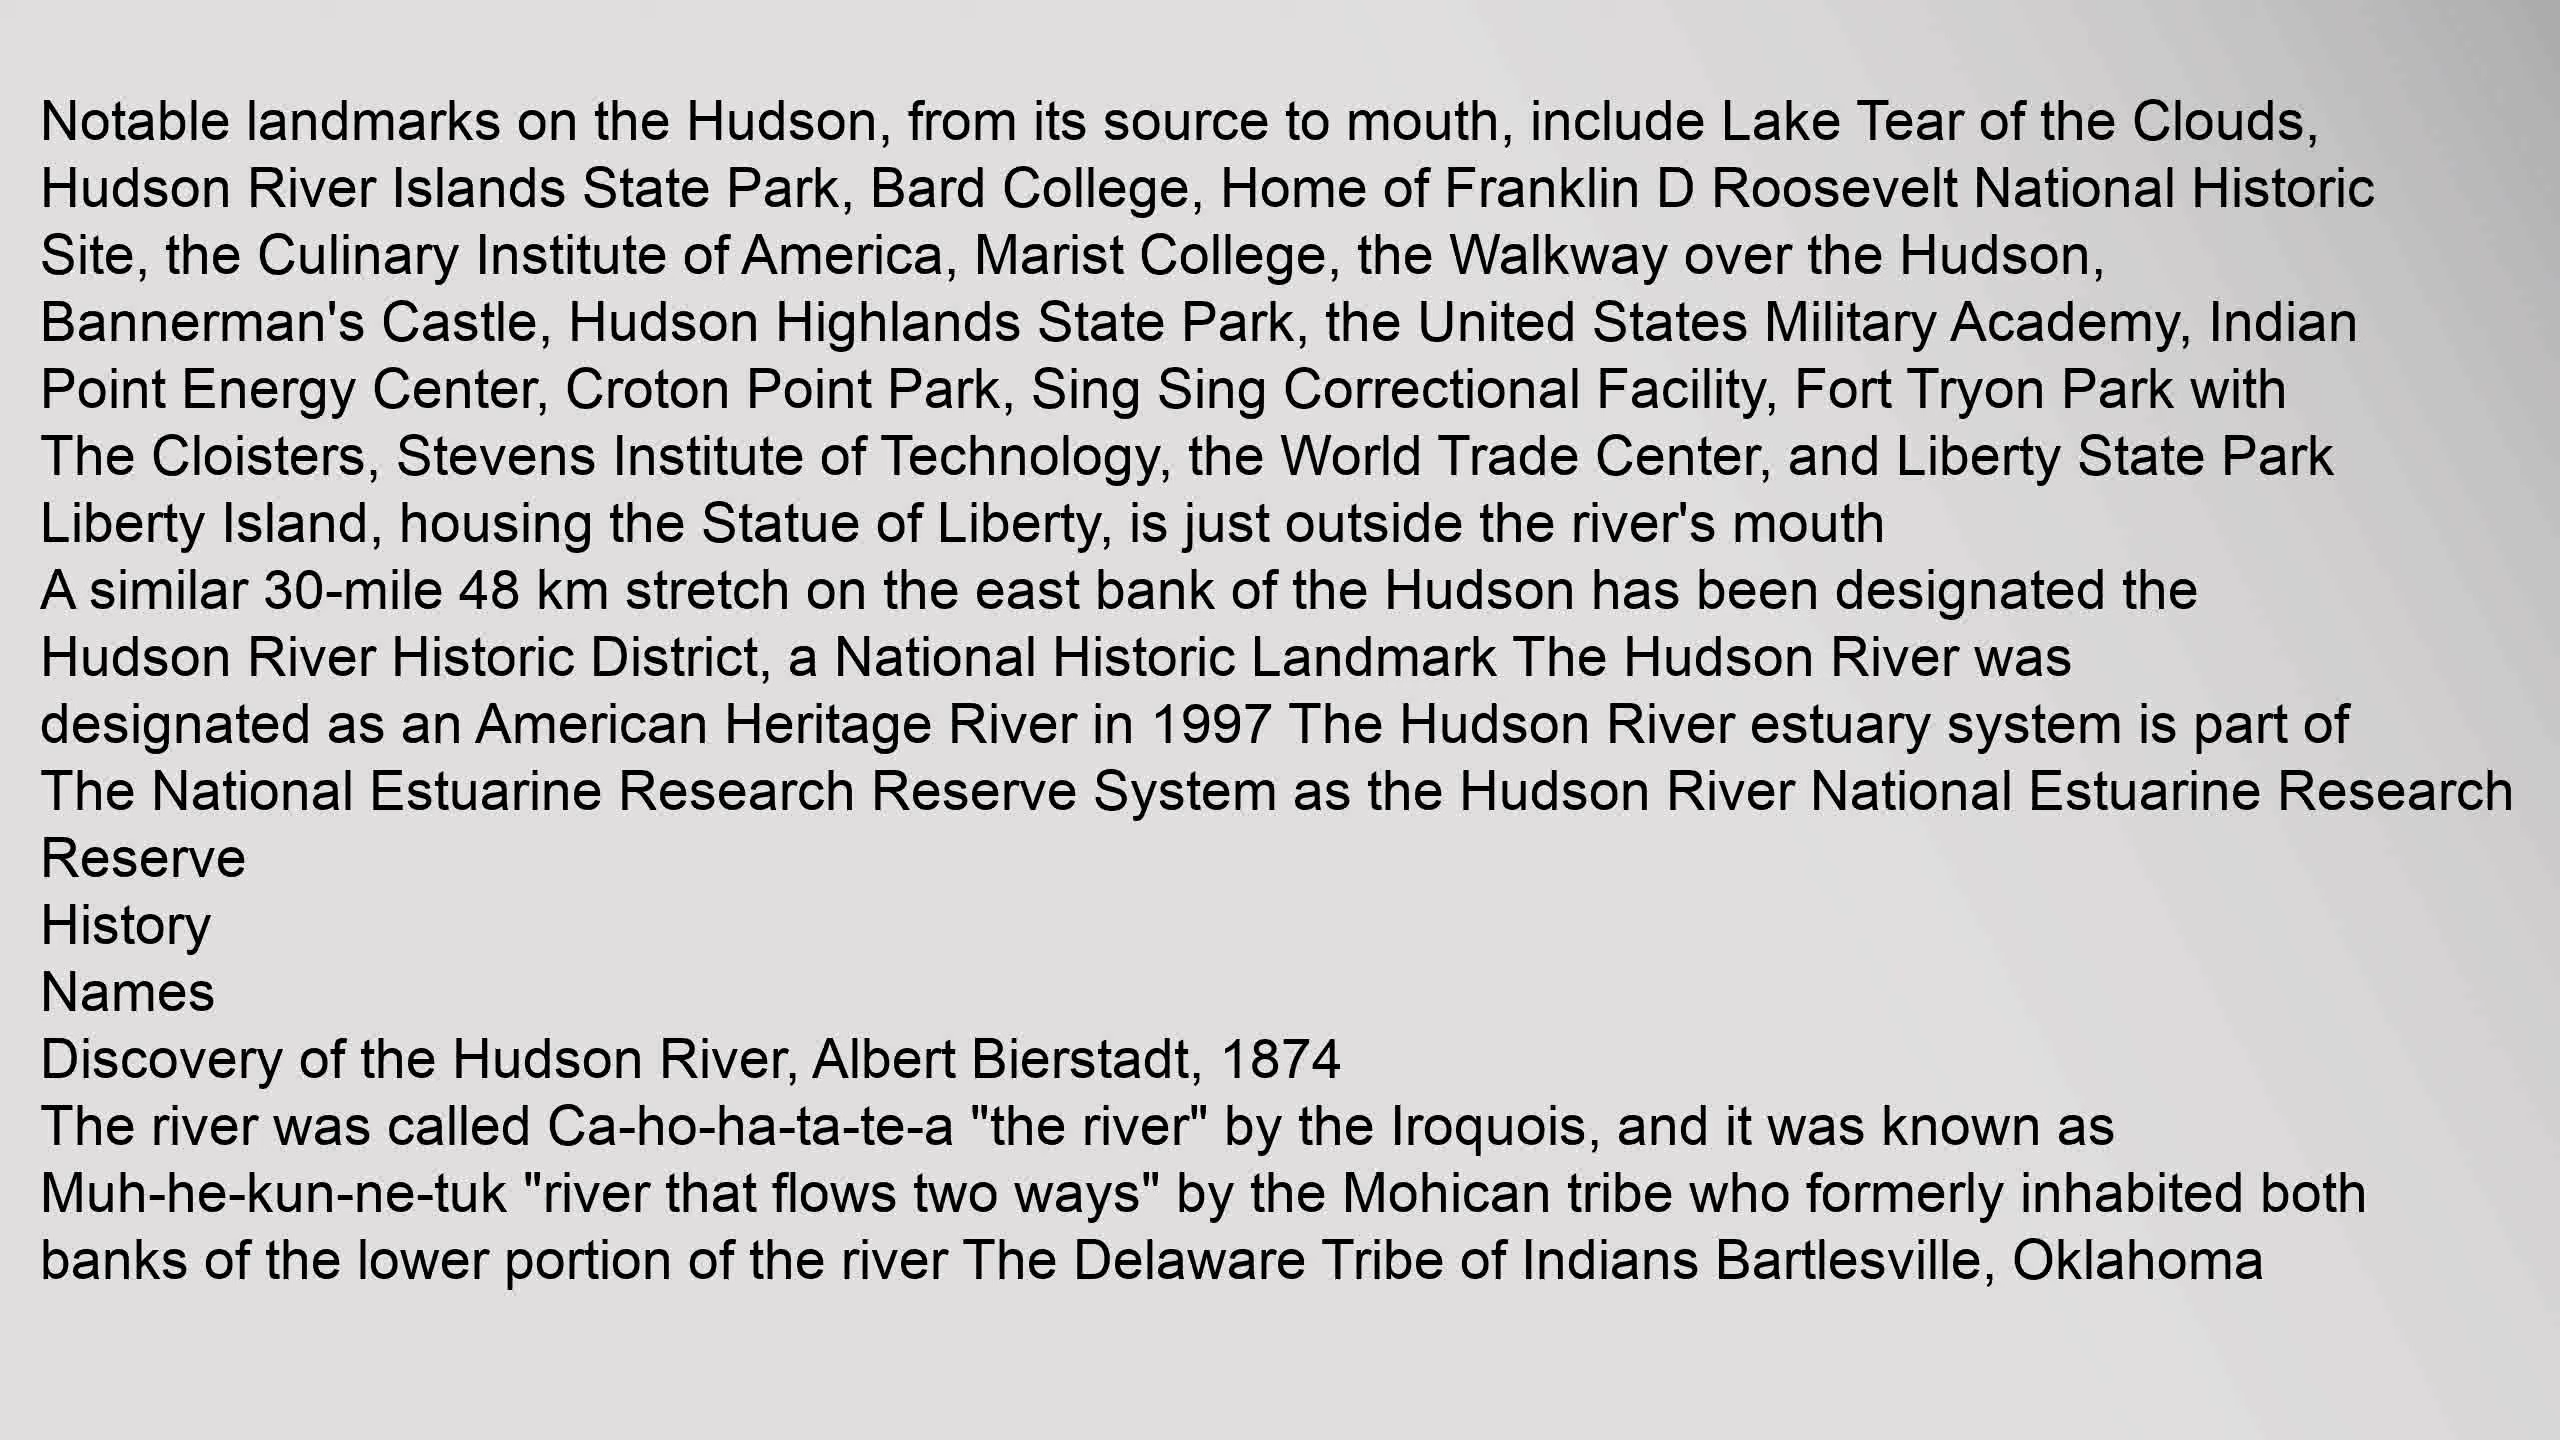 Notable landmarks on the Hudson, from its source to mouth, include Lake Tear of the Clouds,
Hudson River Islands State Park, Bard College, Home of Franklin D Roosevelt National Historic
Site, the Culinary Institute of America, Marist College, the Walkway over the Hudson,
Bannerman's Castle, Hudson Highlands State Park, the United States Military Academy, Indian
Point Energy Center, Croton Point Park, Sing Sing Correctional Facility, Fort Tryon Park with
The Cloisters, Stevens Institute of Technology, the World Trade Center, and Liberty State Park
Liberty Island, housing the Statue of Liberty, is just outside the river's mouth
A similar 30-mile 48 km stretch on the east bank of the Hudson has been designated the
Hudson River Historic District, a National Historic Landmark The Hudson River was
designated as an American Heritage River in 1997 The Hudson River estuary system is part of
The National Estuarine Research Reserve System as the Hudson River National Estuarine Research
Reserve
History
Names
Discovery of the Hudson River, Albert Bierstadt, 1874
The river was called Ca-ho-ha-ta-te-a "the river" by the Iroquois, and it was known as
Muh-he-kun-ne-tuk "river that flows two ways" by the Mohican tribe who formerly inhabited both
banks of the lower portion of the river The Delaware Tribe of Indians Bartlesville, Oklahoma